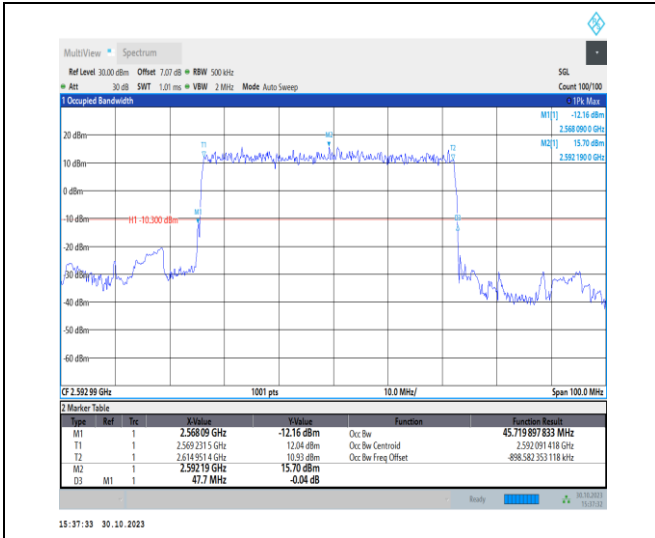 MultiView Spectrum
Ref Level 30.00 dBm Offset 7.07 dB RBW 500 kHz SGL
Att 30 dB SWT 1.01 ms VBW 2 MHz Mode Auto Sweep Count 100/100
1 Occupied Bandwidth 1Pk Max
M1[1] -12.16 dBm
2.568 090 0 GHz
M2[1] 15.70 dBm
2.592 190 0 GHz
20 dBm
M2
T1
T2
10 dBm
0 dBm
M1
-10 dBm
H1 -10.300 dBm
D3
-20 dBm
-30 dBm
-40 dBm
-50 dBm
-60 dBm
CF 2.592 99 GHz 1001 pts 10.0 MHz/ Span 100.0 MHz
2 Marker Table
Type Ref Trc X-Value Y-Value Function Function Result
M1 1 2.568 09 GHz -12.16 dBm Occ Bw 45.719 897 833 MHz
T1 1 2.569 231 5 GHz 12.04 dBm Occ Bw Centroid 2.592 091 418 GHz
T2 1 2.614 951 4 GHz 10.93 dBm Occ Bw Freq Offset -898.582 353 118 kHz
M2 1 2.592 19 GHz 15.70 dBm
D3 M1 1 47.7 MHz -0.04 dB
Ready 30.10.2023
15:37:32
15:37:33 30.10.2023